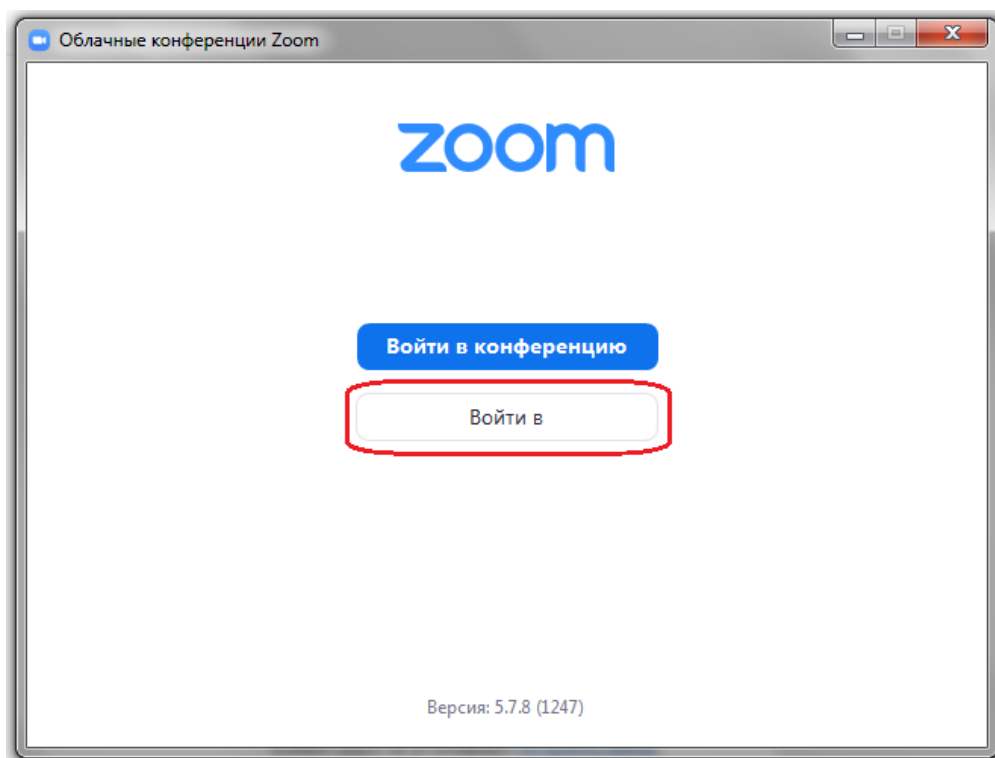 Облачные конференции Zoom
zoom
Войти в конференцию
Войти в
Версия: 5.7.8 (1247)